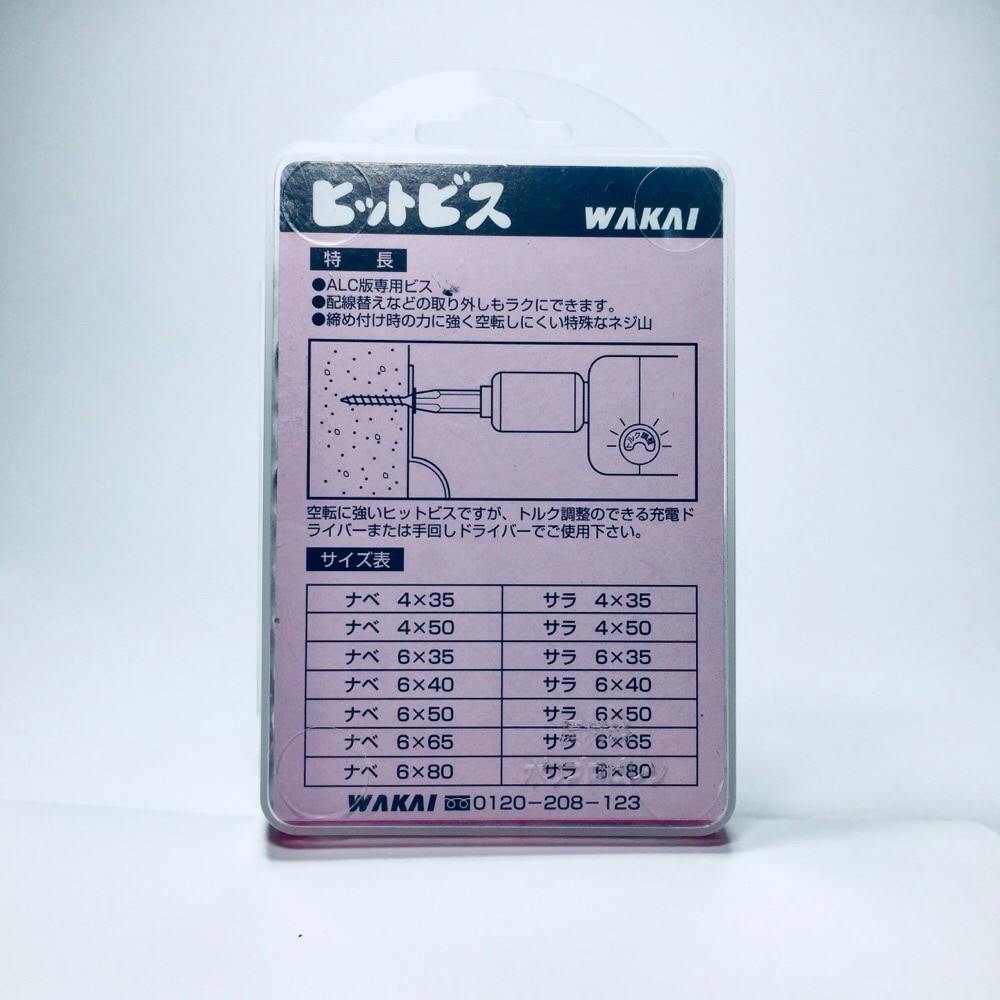 ヒットビス WAKAI
特 長
●ALC版専用ビス
●配線替えなどの取り外しもラクにできます。
●締め付け時の力に強く空転しにくい特殊なネジ山
トルク調整
空転に強いヒットビスですが、トルク調整のできる充電ド
ライバーまたは手回しドライバーでご使用下さい。
サイズ表
ナベ 4×35 サラ 4×35
ナベ 4×50 サラ 4×50
ナベ 6×35 サラ 6×35
ナベ 6×40 サラ 6×40
ナベ 6×50 サラ 6×50
ナベ 6×65 サラ 6×65
ナベ 6×80 サラ 6×80
WAKAI 0120-208-123